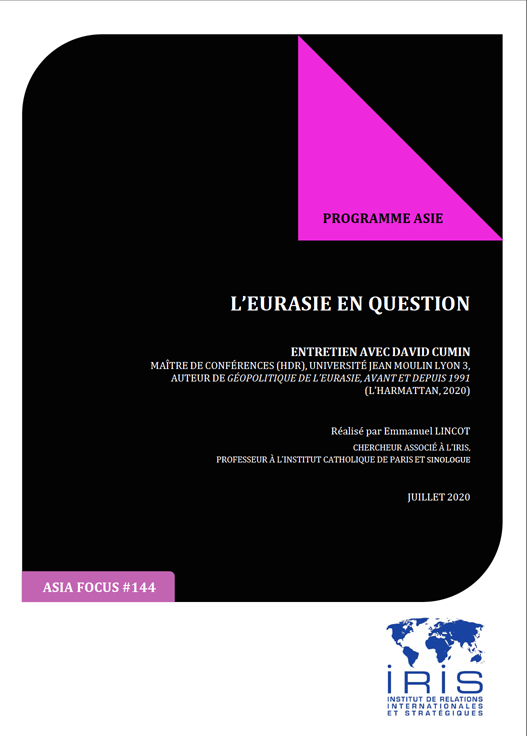 PROGRAMME ASIE
L'EURASIE EN QUESTION
ENTRETIEN AVEC DAVID CUMIN
MAÎTRE DE CONFÉRENCES (HDR), UNIVERSITÉ JEAN MOULIN LYON 3,
AUTEUR DE GÉOPOLITIQUE DE L'EURASIE, AVANT ET DEPUIS 1991
(L'HARMATTAN, 2020)
Réalisé par Emmanuel LINCOT
CHERCHEUR ASSOCIÉ À L'IRIS,
PROFESSEUR À L'INSTITUT CATHOLIQUE DE PARIS ET SINOLOGUE
JUILLET 2020
ASIA FOCUS #144
iRiS
INSTITUT DE RELATIONS
INTERNATIONALES
ET STRATÉGIQUES